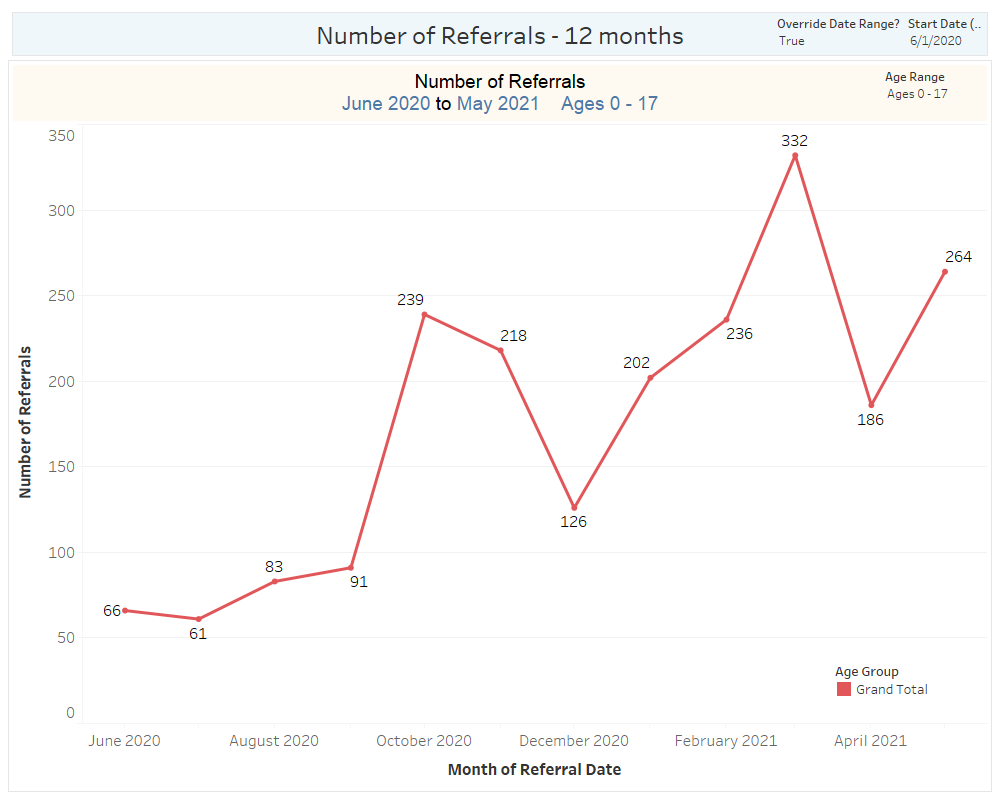 Number of Referrals - 12 months
Override Date Range? Start Date (..
True 6/1/2020
Number of Referrals
June 2020 to May 2021 Ages 0 - 17
Age Range
Ages 0 - 17
Number of Referrals
350
300
250
200
150
100
50
0
66
61
83
91
239
218
126
202
236
332
186
264
Age Group
Grand Total
June 2020 August 2020 October 2020 December 2020 February 2021 April 2021
Month of Referral Date